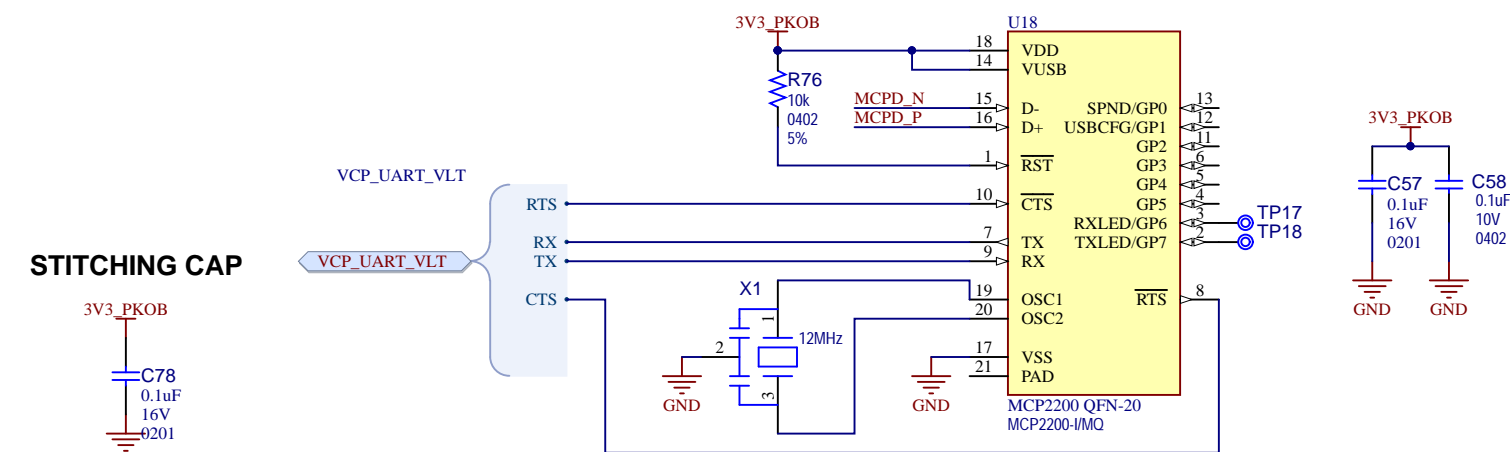 3V3_PKOB
U18
18 VDD
14 VUSB
R76
10k
0402
5%
MCPD_N 15 D- SPND/GP0 13
MCPD_P 16 D+ USBCFG/GP1 12
GP2 11
1 RST GP3 6
GP4 5
10 CTS GP5 4
RXLED/GP6 3 TP17
7 TX TXLED/GP7 2 TP18
9 RX
19 OSC1 RTS 8
20 OSC2
17 VSS
21 PAD
MCP2200 QFN-20
MCP2200-I/MQ
VCP_UART_VLT
RTS
RX
TX
CTS
VCP_UART_VLT
X1
1
2
3
12MHz
GND
GND
STITCHING CAP
3V3_PKOB
C78
0.1uF
16V
0201
3V3_PKOB
C57
0.1uF
16V
0201
C58
0.1uF
10V
0402
GND
GND